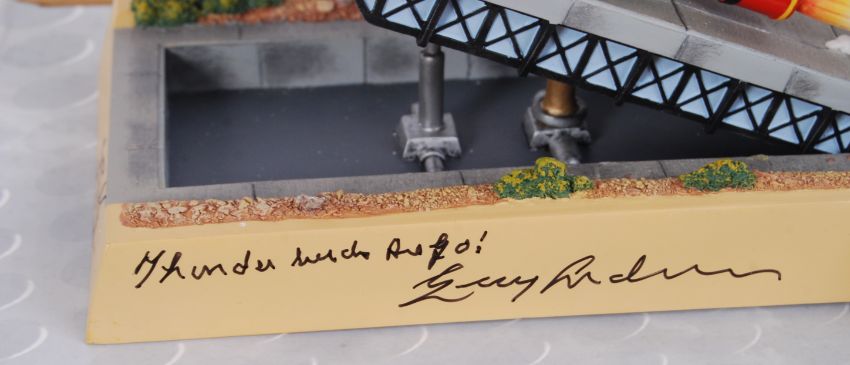 Thunderbirds Are go!
Gerry Anderson